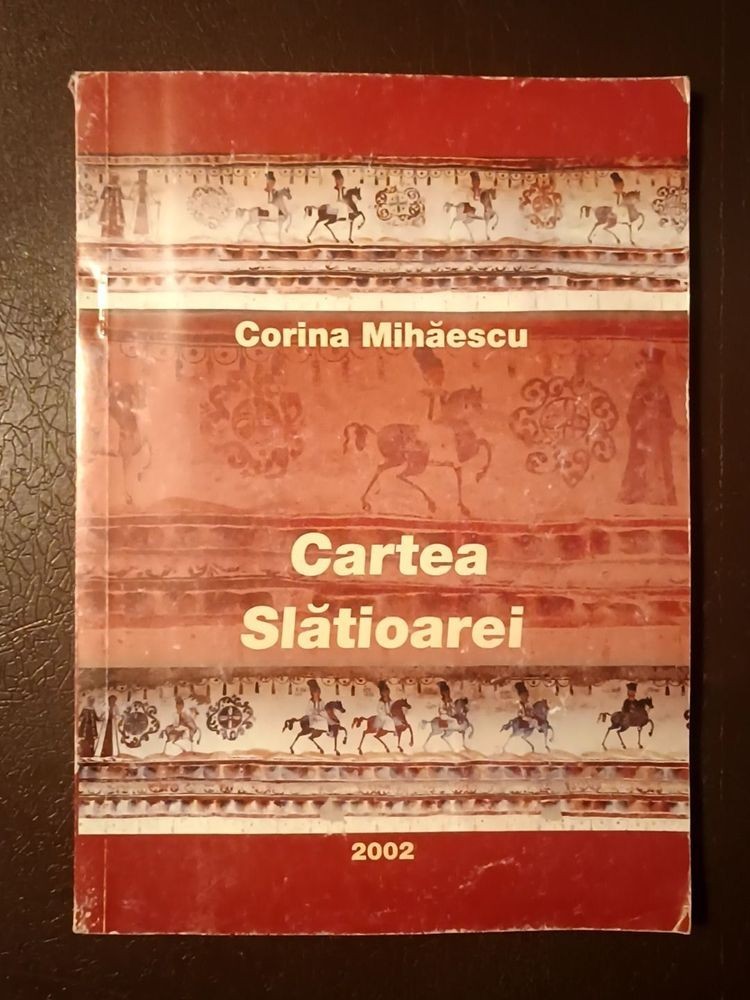 Corina Mihăescu
Cartea
Slătioarei
2002